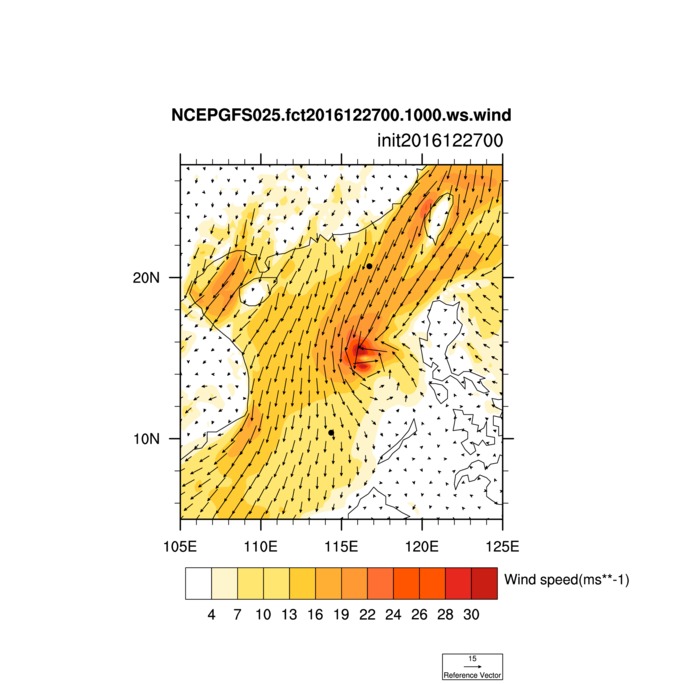 NCEPGFS025.fct2016122700.1000.ws.wind
init2016122700
20N
10N
105E 110E 115E 120E 125E
Wind speed(ms**-1)
4 7 10 13 16 19 22 24 26 28 30
15
Reference Vector